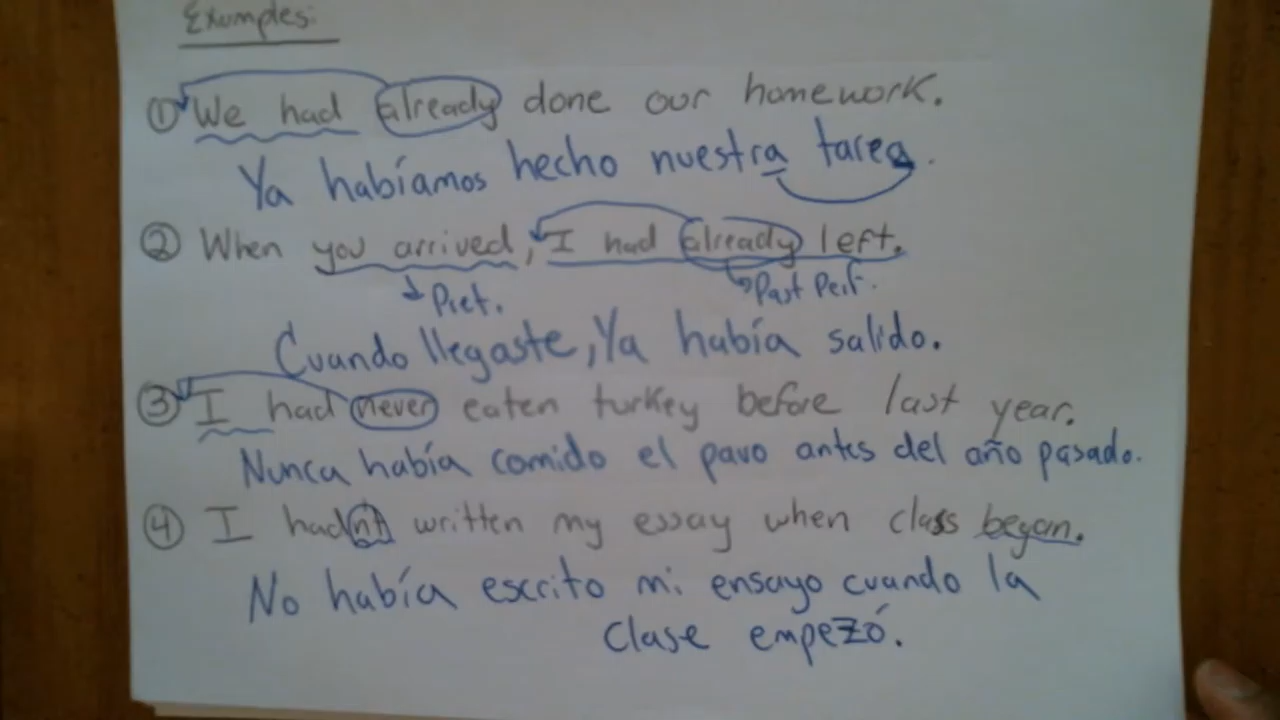 Examples:
① We had already done our homework.
Ya habíamos hecho nuestra tarea.
② When you arrived, I had already left.
Pret. Past Perf.
Cuando llegaste, Ya había salido.
③ I had never eaten turkey before last year.
Nunca había comido el pavo antes del año pasado.
④ I hadnt written my essay when class began.
No había escrito mi ensayo cuando la
clase empezó.